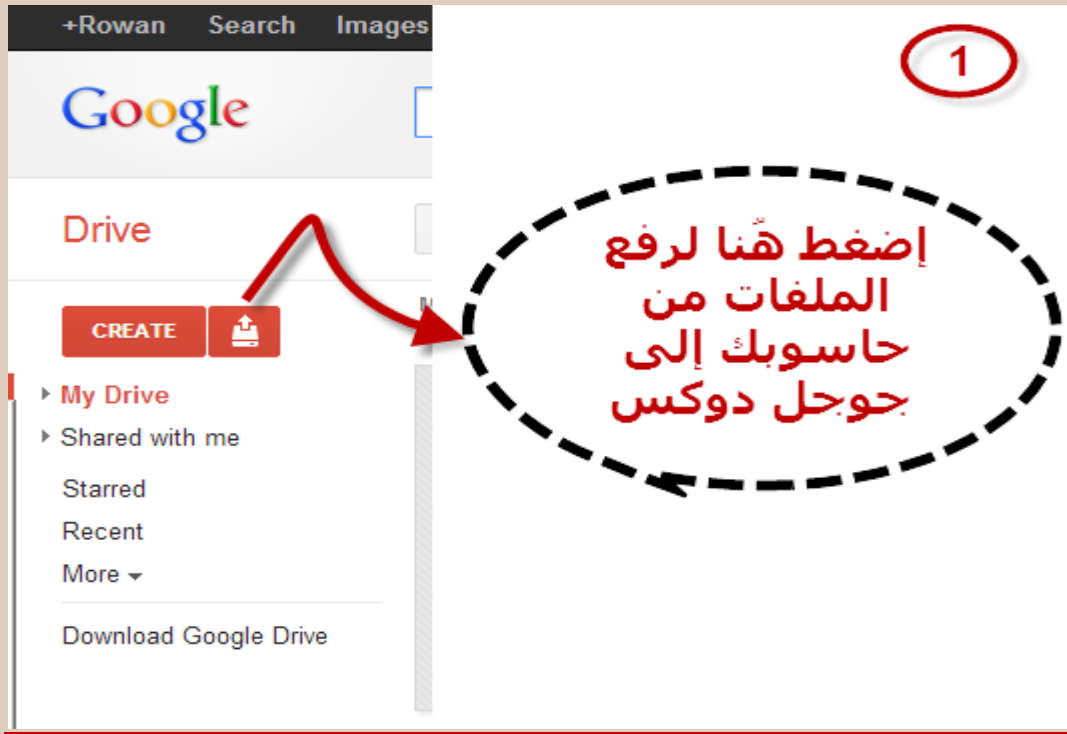 +Rowan Search Images
1
Google
Drive
إضغط هُنا لرفع
الملفات من
حاسوبك إلى
جوجل دوكس
CREATE
My Drive
Shared with me
Starred
Recent
More
Download Google Drive